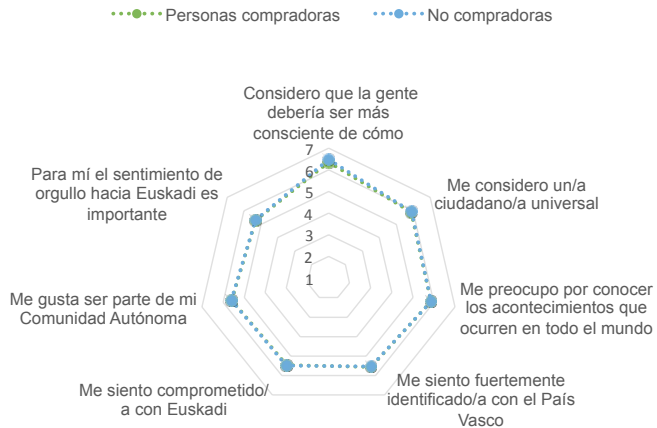 Personas compradoras
No compradoras
Considero que la gente
debería ser más
consciente de cómo
Para mí el sentimiento de
orgullo hacia Euskadi es
importante
Me considero un/a
ciudadano/a universal
7
6
5
4
3
2
1
Me gusta ser parte de mi
Comunidad Autónoma
Me preocupo por conocer
los acontecimientos que
ocurren en todo el mundo
Me siento comprometido/
a con Euskadi
Me siento fuertemente
identificado/a con el País
Vasco